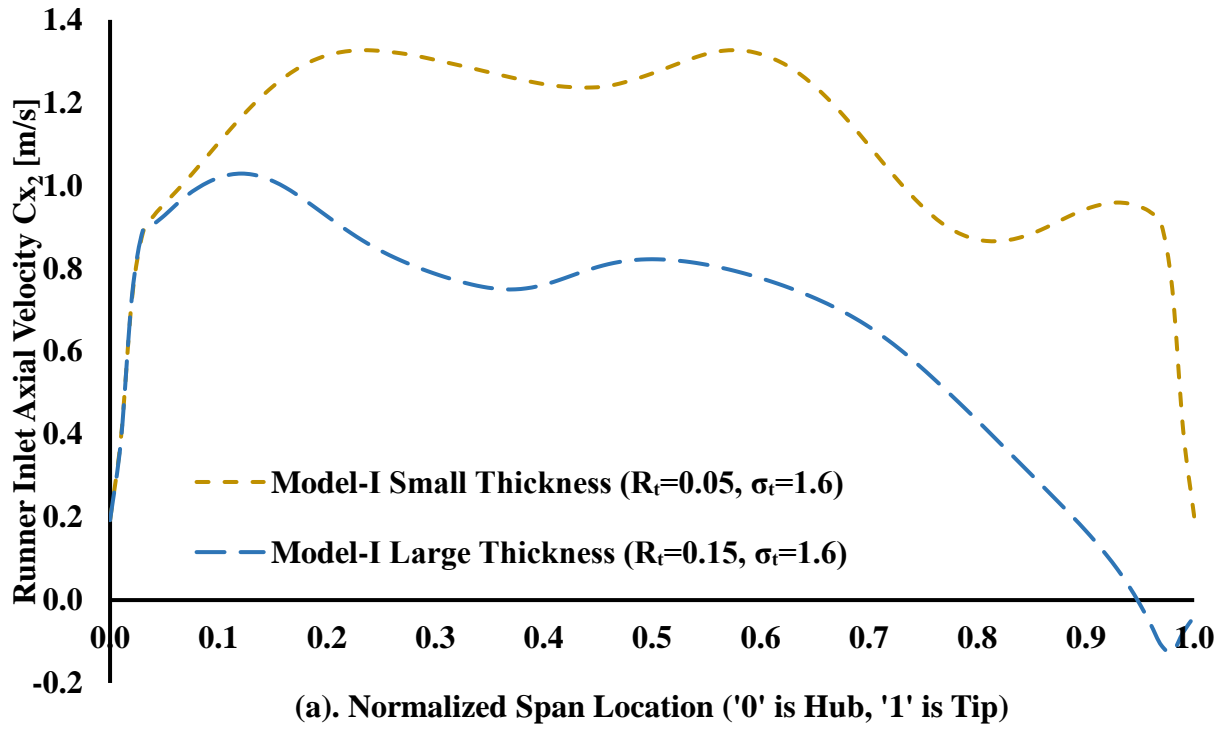 Runner Inlet Axial Velocity Cx₂ [m/s]
1.4
1.2
1.0
0.8
0.6
0.4
0.2
0.0
-0.2
Model-I Small Thickness (Rₜ=0.05, σₜ=1.6)
Model-I Large Thickness (Rₜ=0.15, σₜ=1.6)
0.0 0.1 0.2 0.3 0.4 0.5 0.6 0.7 0.8 0.9 1.0
(a). Normalized Span Location ('0' is Hub, '1' is Tip)